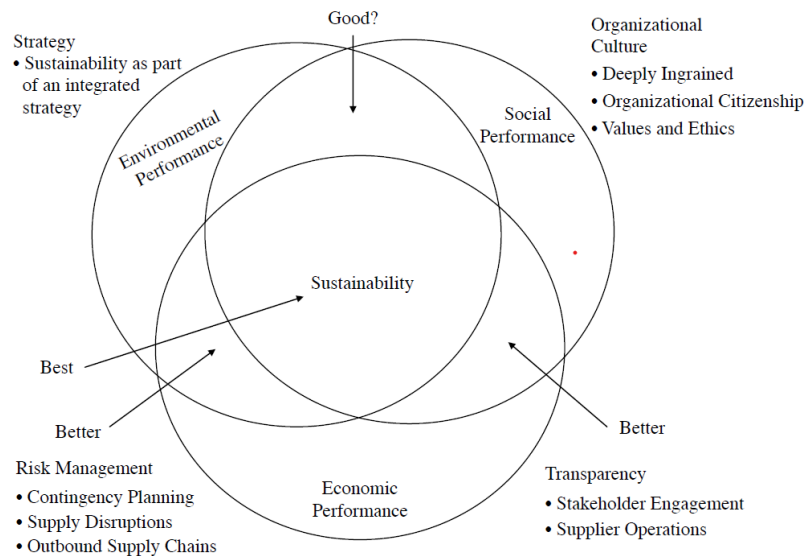 Good?
Strategy
• Sustainability as part
of an integrated
strategy
Organizational
Culture
• Deeply Ingrained
• Organizational Citizenship
• Values and Ethics
Environmental
Performance
Social
Performance
Sustainability
Best
Better
Better
Risk Management
• Contingency Planning
• Supply Disruptions
• Outbound Supply Chains
Economic
Performance
Transparency
• Stakeholder Engagement
• Supplier Operations